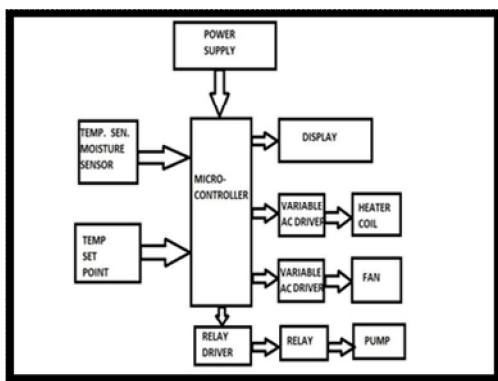 POWER
SUPPLY
TEMP. SEN.
MOISTURE
SENSOR
DISPLAY
MICRO-
CONTROLLER
VARIABLE
AC DRIVER
HEATER
COIL
TEMP
SET
POINT
VARIABLE
AC DRIVER
FAN
RELAY
DRIVER
RELAY
PUMP